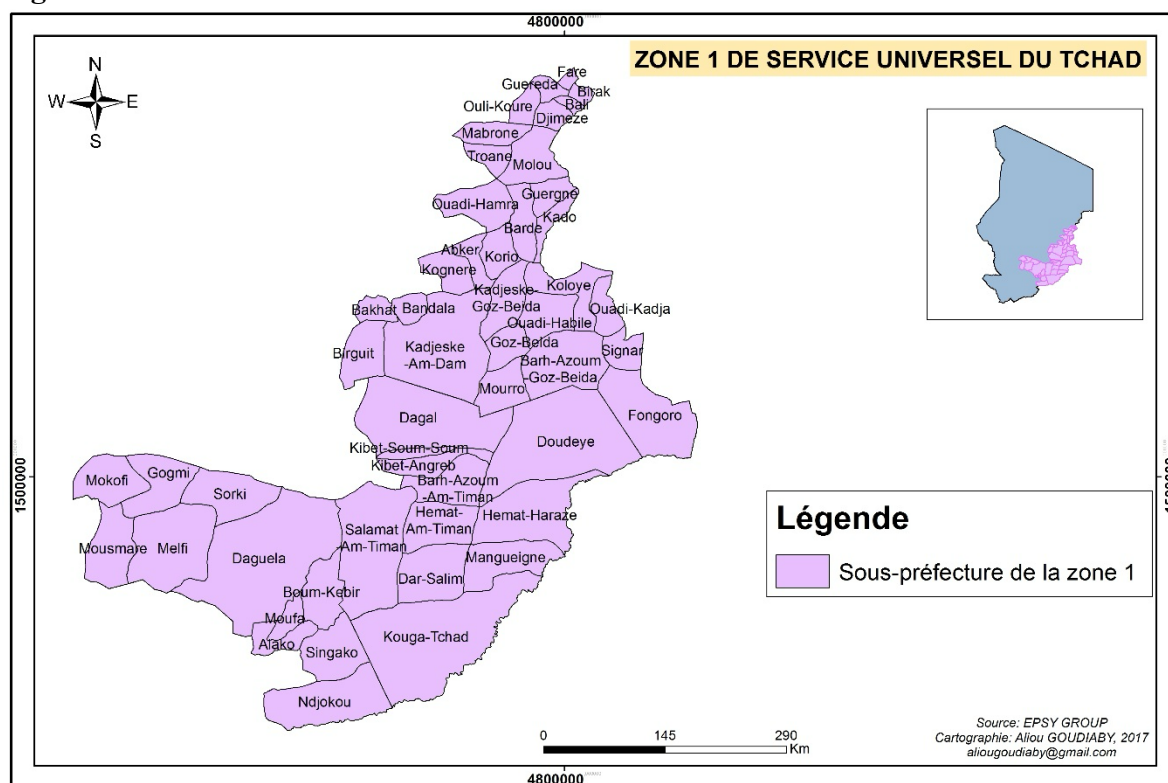 4800000
ZONE 1 DE SERVICE UNIVERSEL DU TCHAD
N
W E
S
Fare
Guereda
Birak
Ouli-Koure
Bali
Djimeze
Mabrone
Troane
Molou
Guergne
Ouadi-Hamra
Kado
Barde
Abker
Korio
Kognere
Koloye
Kadjeske-
Goz-Beida
Bakhat
Bandala
Ouadi-Kadja
Ouadi-Habile
Birguit
Kadjeske
-Am-Dam
Goz-Beida
Signar
Barh-Azoum
-Goz-Beida
Mourro
Dagal
Fongoro
Doudeye
Kibet-Soum-Soum
Kibet-Angreb
Barh-Azoum
-Am-Timan
1500000
Mokofi
Gogmi
Sorki
Hemat-
Am-Timan
Hemat-Haraze
Salamat
-Am-Timan
Mousmare
Melfi
Daguela
Mangueigne
Dar-Salim
Boum-Kebir
Moufa
Alako
Singako
Kouga-Tchad
Ndjokou
Légende
Sous-préfecture de la zone 1
0 145 290
Km
Source: EPSY GROUP
Cartographie: Aliou GOUDIABY, 2017
aliougoudiaby@gmail.com
4800000